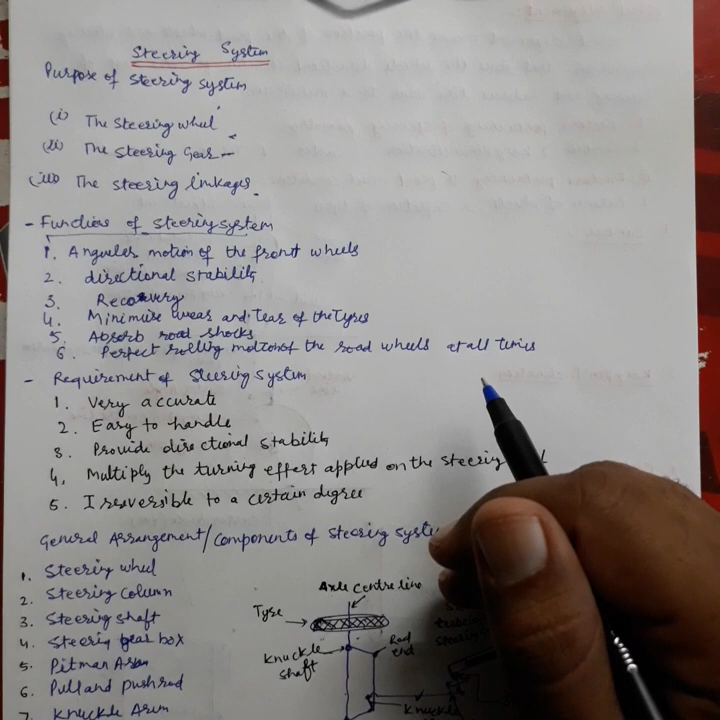 Steering System
Purpose of Steering system
(i) The Steering wheel
(ii) The Steering Gear
(iii) The Steering linkages
- Functions of Steering system
1. Angular motion of the front wheels
2. directional stability
3. Recovery
4. Minimise wear and Tear of the Tyres
5. Absorb road shocks
6. Perfect rolling motion of the road wheels at all times
- Requirement of Steering System
1. Very accurate
2. Easy to handle
3. Provide directional stability
4. Multiply the turning effort applied on the steering
5. Irreversible to a certain degree
General Arrangement/Components of Steering
1. Steering wheel
2. Steering Column
3. Steering shaft
4. Steering gear box
5. Pitman Arm
6. Pull and push rod
7. Knuckle Arm
Axle centre line
Tyre
Knuckle shaft
Rod end
Knuckle